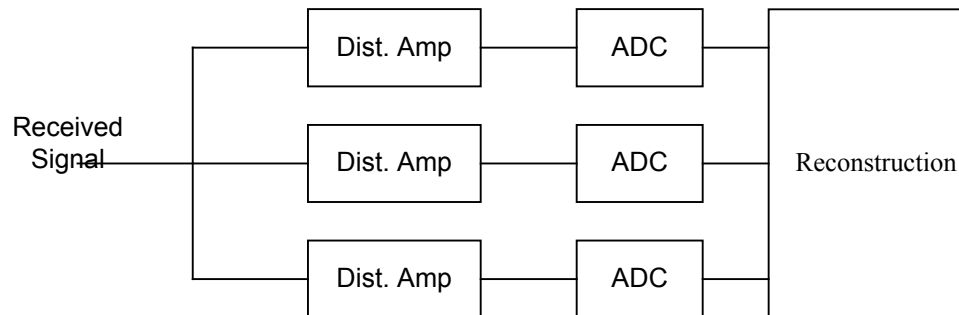 Dist. Amp ADC
Received
Signal
Dist. Amp ADC Reconstruction
Dist. Amp ADC